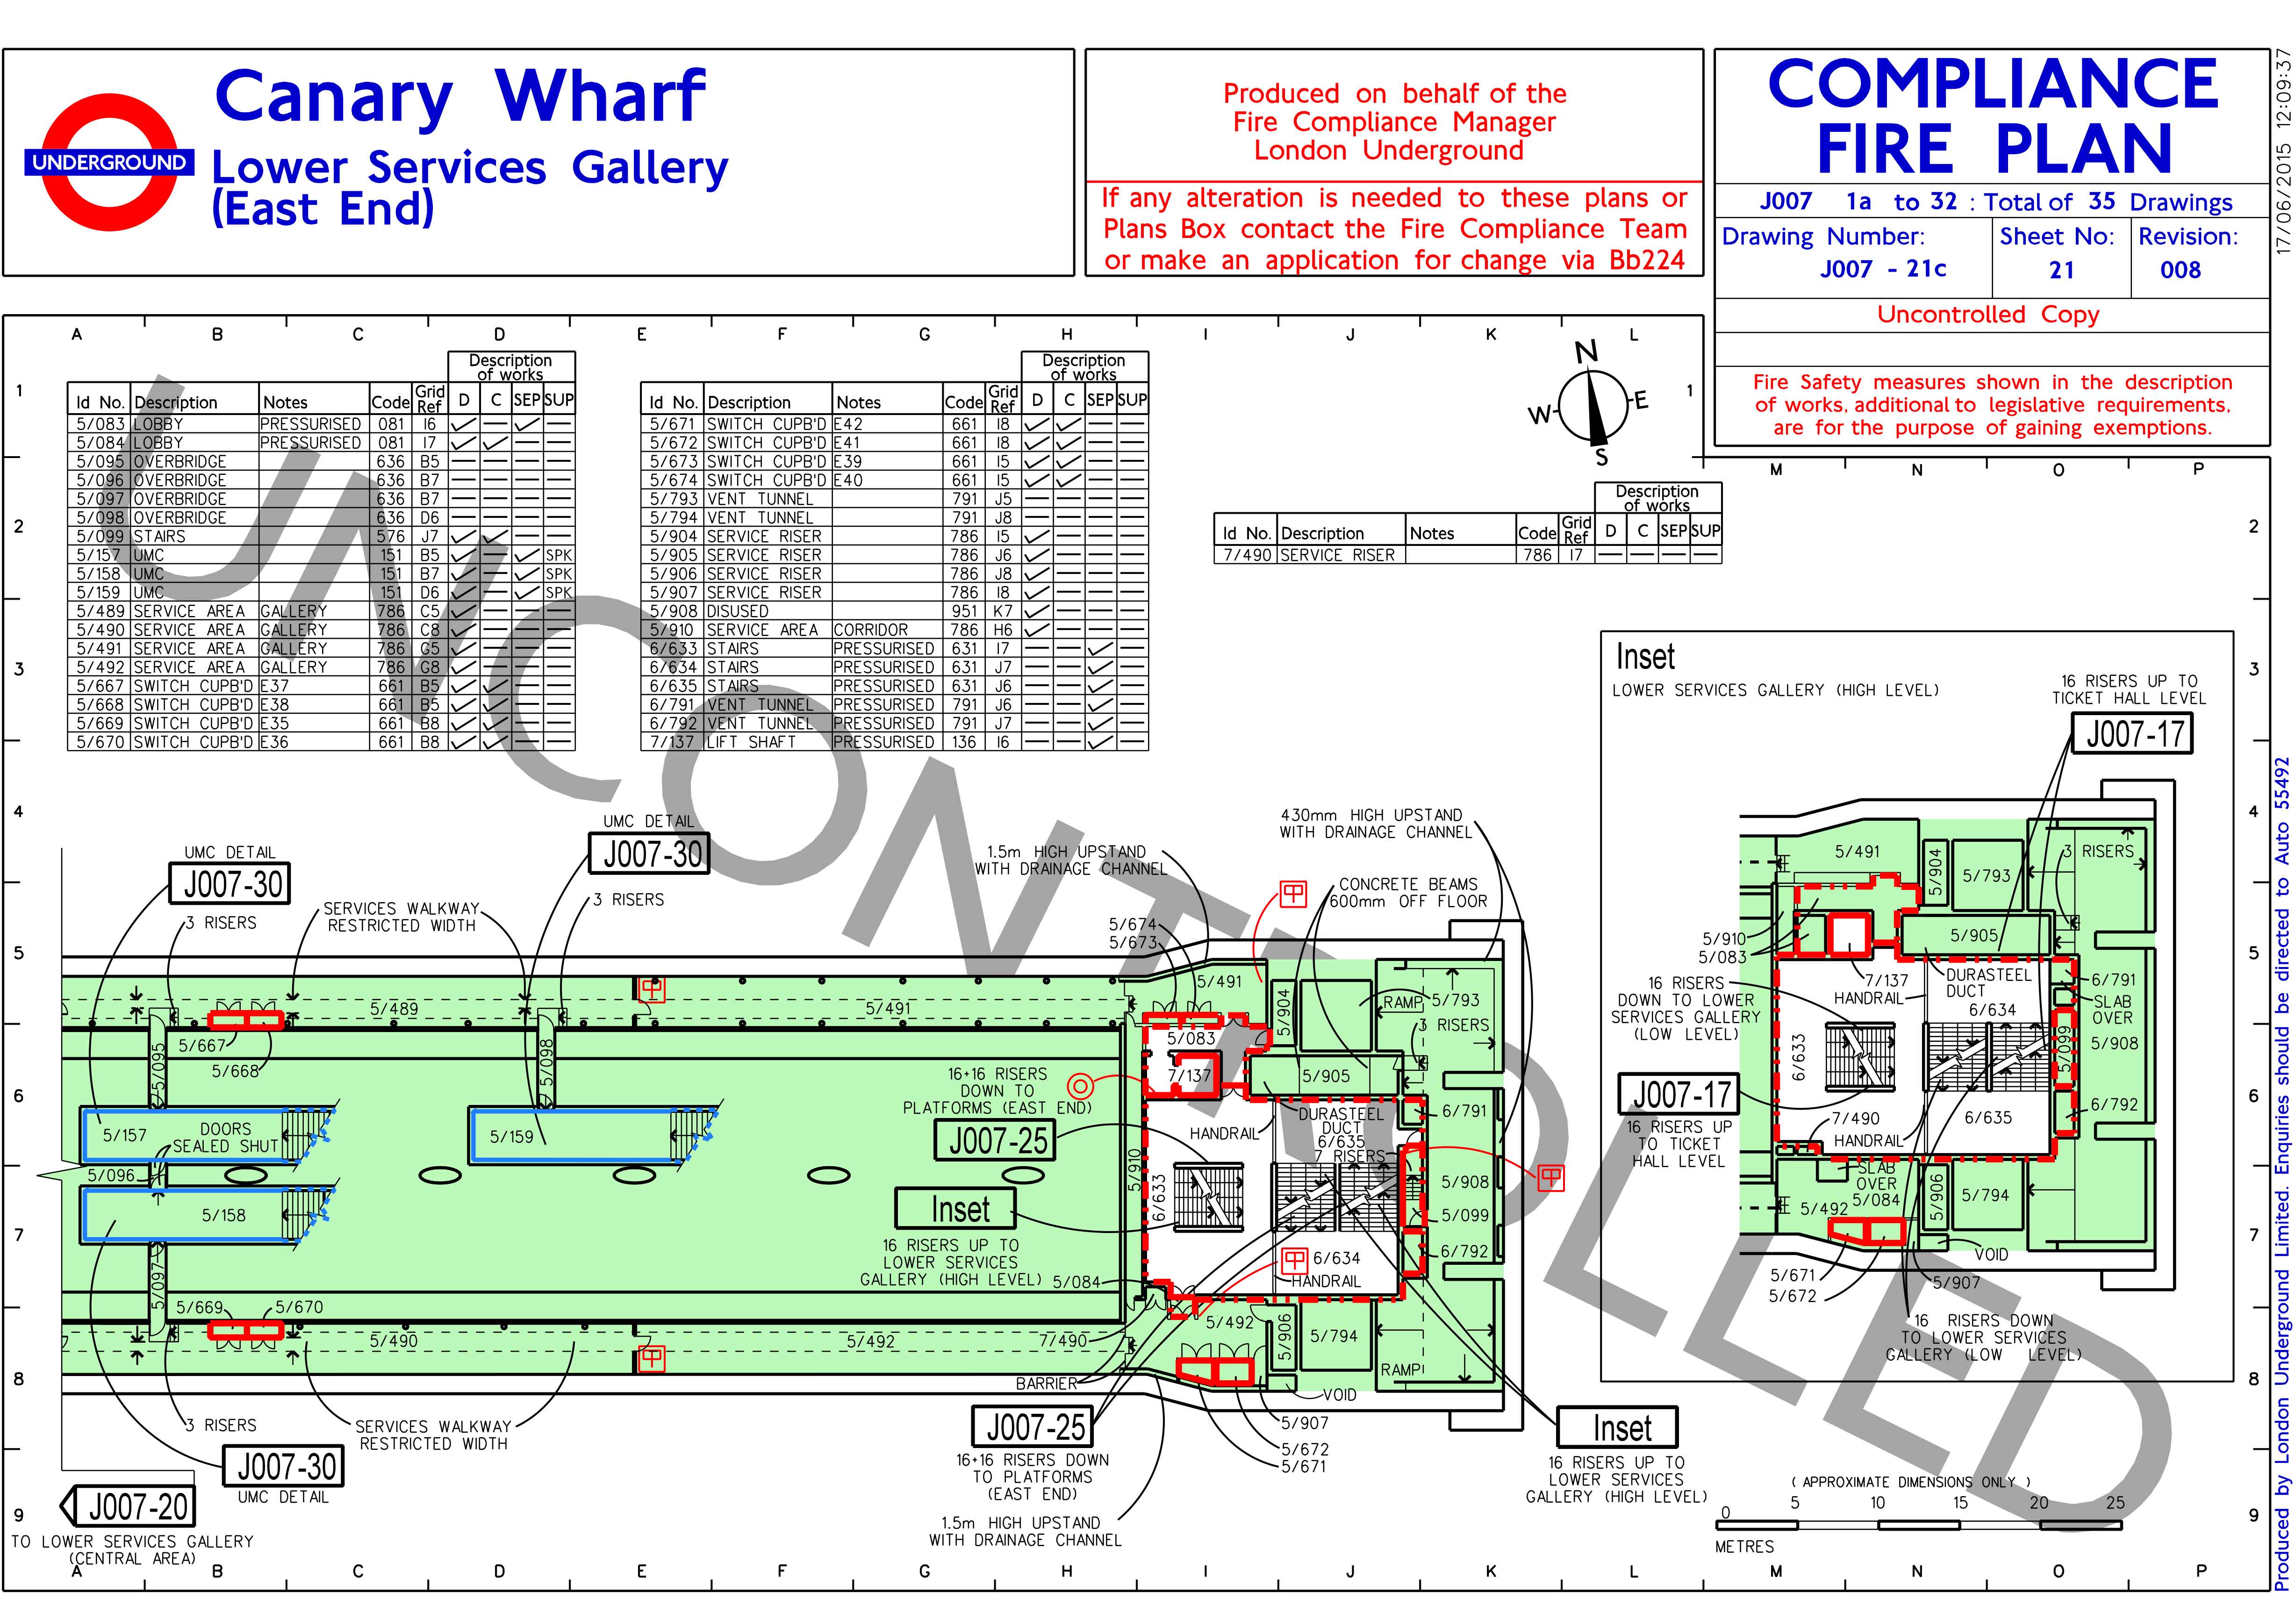 Canary Wharf
Lower Services Gallery
(East End)
UNDERGROUND
Produced on behalf of the
Fire Compliance Manager
London Underground
If any alteration is needed to these plans or
Plans Box contact the Fire Compliance Team
or make an application for change via Bb224
COMPLIANCE
FIRE PLAN
J007 1a to 32 : Total of 35 Drawings
Drawing Number: Sheet No: Revision:
J007 - 21c 21 008
Uncontrolled Copy
Fire Safety measures shown in the description
of works, additional to legislative requirements,
are for the purpose of gaining exemptions.
17/06/2015 12:09:37
Produced by London Underground Limited. Enquiries should be directed to Auto 55492
A B C D E F G H I J K L
M N O P
1
2
3
4
5
6
7
8
9
Description
of works
Id No. Description Notes Code Grid Ref D C SEP SUP
5/083 LOBBY PRESSURISED 081 I6 ✓ — ✓ —
5/084 LOBBY PRESSURISED 081 I7 ✓ ✓ — —
5/095 OVERBRIDGE 636 B5 — — — —
5/096 OVERBRIDGE 636 B7 — — — —
5/097 OVERBRIDGE 636 B7 — — — —
5/098 OVERBRIDGE 636 D6 — — — —
5/099 STAIRS 576 J7 ✓ ✓ — —
5/157 UMC 151 B5 ✓ — ✓ SPK
5/158 UMC 151 B7 ✓ — ✓ SPK
5/159 UMC 151 D6 ✓ — ✓ SPK
5/489 SERVICE AREA GALLERY 786 C5 ✓ — — —
5/490 SERVICE AREA GALLERY 786 C8 ✓ — — —
5/491 SERVICE AREA GALLERY 786 G5 ✓ — — —
5/492 SERVICE AREA GALLERY 786 G8 ✓ — — —
5/667 SWITCH CUPB'D E37 661 B5 ✓ ✓ — —
5/668 SWITCH CUPB'D E38 661 B5 ✓ ✓ — —
5/669 SWITCH CUPB'D E35 661 B8 ✓ ✓ — —
5/670 SWITCH CUPB'D E36 661 B8 ✓ ✓ — —
Description
of works
Id No. Description Notes Code Grid Ref D C SEP SUP
5/671 SWITCH CUPB'D E42 661 I8 ✓ ✓ — —
5/672 SWITCH CUPB'D E41 661 I8 ✓ ✓ — —
5/673 SWITCH CUPB'D E39 661 I5 ✓ ✓ — —
5/674 SWITCH CUPB'D E40 661 I5 ✓ ✓ — —
5/793 VENT TUNNEL 791 J5 — — — —
5/794 VENT TUNNEL 791 J8 — — — —
5/904 SERVICE RISER 786 I5 ✓ — — —
5/905 SERVICE RISER 786 J6 ✓ — — —
5/906 SERVICE RISER 786 J8 ✓ — — —
5/907 SERVICE RISER 786 I8 ✓ — — —
5/908 DISUSED 951 K7 ✓ — — —
5/910 SERVICE AREA CORRIDOR 786 H6 ✓ — — —
6/633 STAIRS PRESSURISED 631 I7 — — ✓ —
6/634 STAIRS PRESSURISED 631 J7 — — ✓ —
6/635 STAIRS PRESSURISED 631 J6 — — ✓ —
6/791 VENT TUNNEL PRESSURISED 791 J6 — — ✓ —
6/792 VENT TUNNEL PRESSURISED 791 J7 — — ✓ —
7/137 LIFT SHAFT PRESSURISED 136 I6 — — ✓ —
N
W E
S
Description
of works
Id No. Description Notes Code Grid Ref D C SEP SUP
7/490 SERVICE RISER 786 I7 — — — —
UNCONTROLLED
UMC DETAIL
J007-30
3 RISERS
SERVICES WALKWAY
RESTRICTED WIDTH
UMC DETAIL
J007-30
3 RISERS
1.5m HIGH UPSTAND
WITH DRAINAGE CHANNEL
430mm HIGH UPSTAND
WITH DRAINAGE CHANNEL
CONCRETE BEAMS
600mm OFF FLOOR
5/674
5/673
5/489
5/491
5/491
5/904
RAMP
5/793
3 RISERS
5/667
5/668
5/095
5/098
5/083
7/137
5/905
16+16 RISERS
DOWN TO
PLATFORMS (EAST END)
J007-25
HANDRAIL
DURASTEEL
DUCT
6/635
7 RISERS
6/791
5/157
DOORS
SEALED SHUT
5/159
5/096
5/158
5/910
6/633
5/908
5/099
6/792
Inset
16 RISERS UP TO
LOWER SERVICES
GALLERY (HIGH LEVEL)
5/084
6/634
HANDRAIL
5/097
5/669
5/670
5/490
5/492
7/490
5/492
5/906
5/794
RAMP
BARRIER
VOID
3 RISERS
SERVICES WALKWAY
RESTRICTED WIDTH
J007-30
UMC DETAIL
J007-25
16+16 RISERS DOWN
TO PLATFORMS
(EAST END)
5/907
5/672
5/671
Inset
16 RISERS UP TO
LOWER SERVICES
GALLERY (HIGH LEVEL)
J007-20
TO LOWER SERVICES GALLERY
(CENTRAL AREA)
1.5m HIGH UPSTAND
WITH DRAINAGE CHANNEL
Inset
LOWER SERVICES GALLERY (HIGH LEVEL)
16 RISERS UP TO
TICKET HALL LEVEL
J007-17
5/491
5/904
5/793
3 RISERS
5/910
5/083
5/905
7/137
DURASTEEL
DUCT
HANDRAIL
6/791
SLAB
OVER
16 RISERS
DOWN TO LOWER
SERVICES GALLERY
(LOW LEVEL)
6/634
6/633
5/099
5/908
J007-17
16 RISERS UP
TO TICKET
HALL LEVEL
7/490
HANDRAIL
6/635
6/792
SLAB
OVER
5/084
5/492
5/906
5/794
VOID
5/671
5/672
5/907
16 RISERS DOWN
TO LOWER SERVICES
GALLERY (LOW LEVEL)
( APPROXIMATE DIMENSIONS ONLY )
0 5 10 15 20 25
METRES